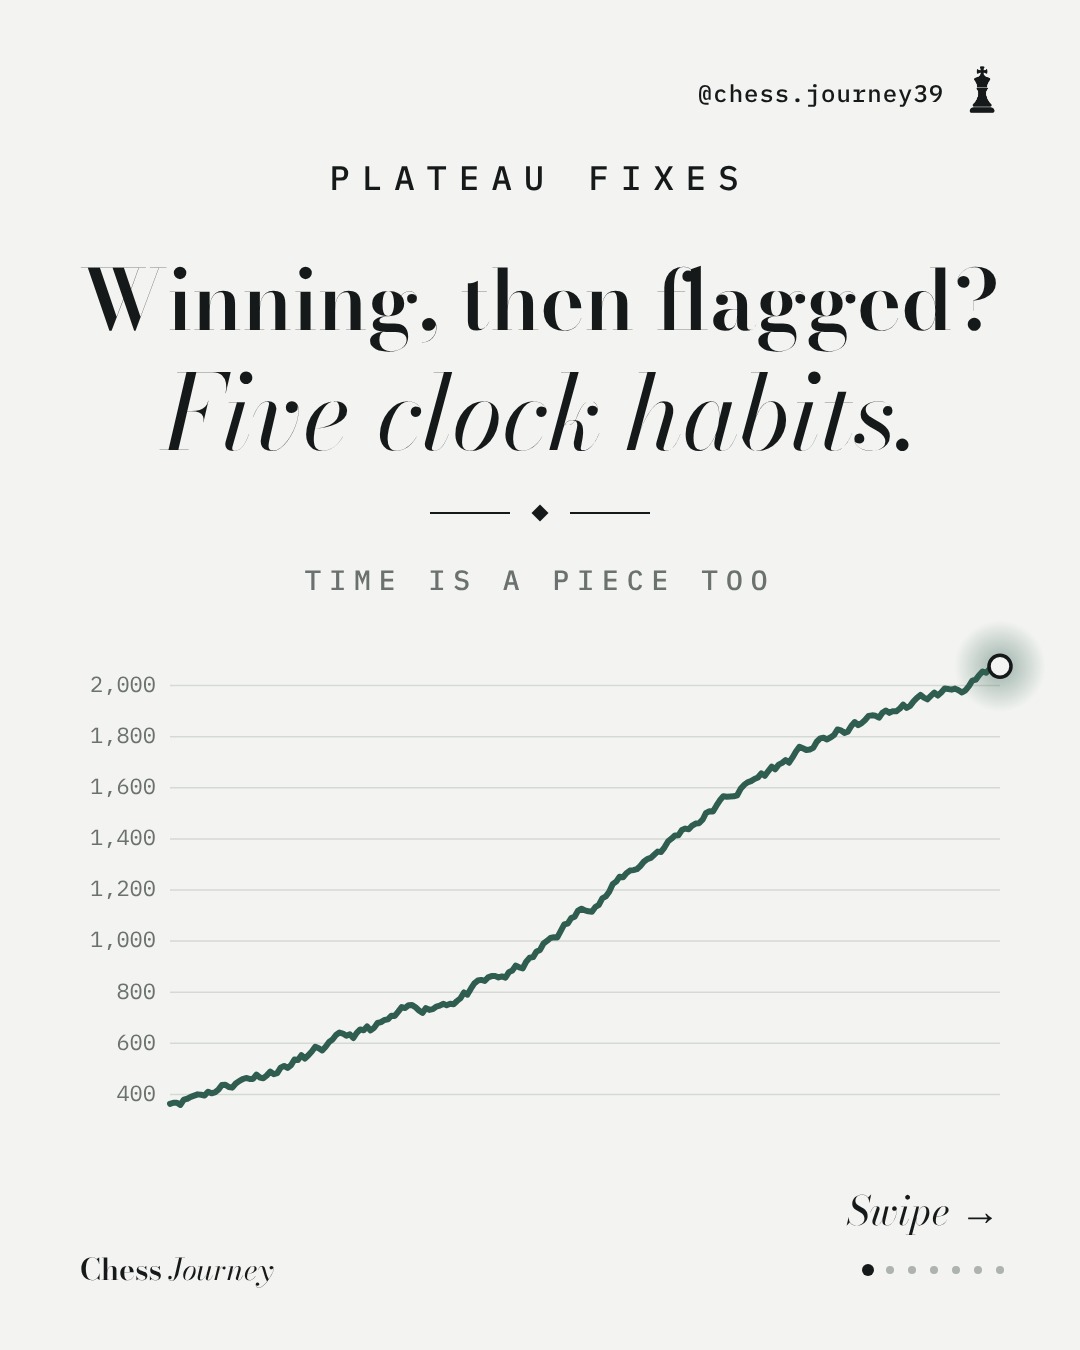 @chess.journey39
PLATEAU FIXES
Winning, then flagged?
Five clock habits.
TIME IS A PIECE TOO
2,000
1,800
1,600
1,400
1,200
1,000
800
600
400
Swipe →
Chess Journey